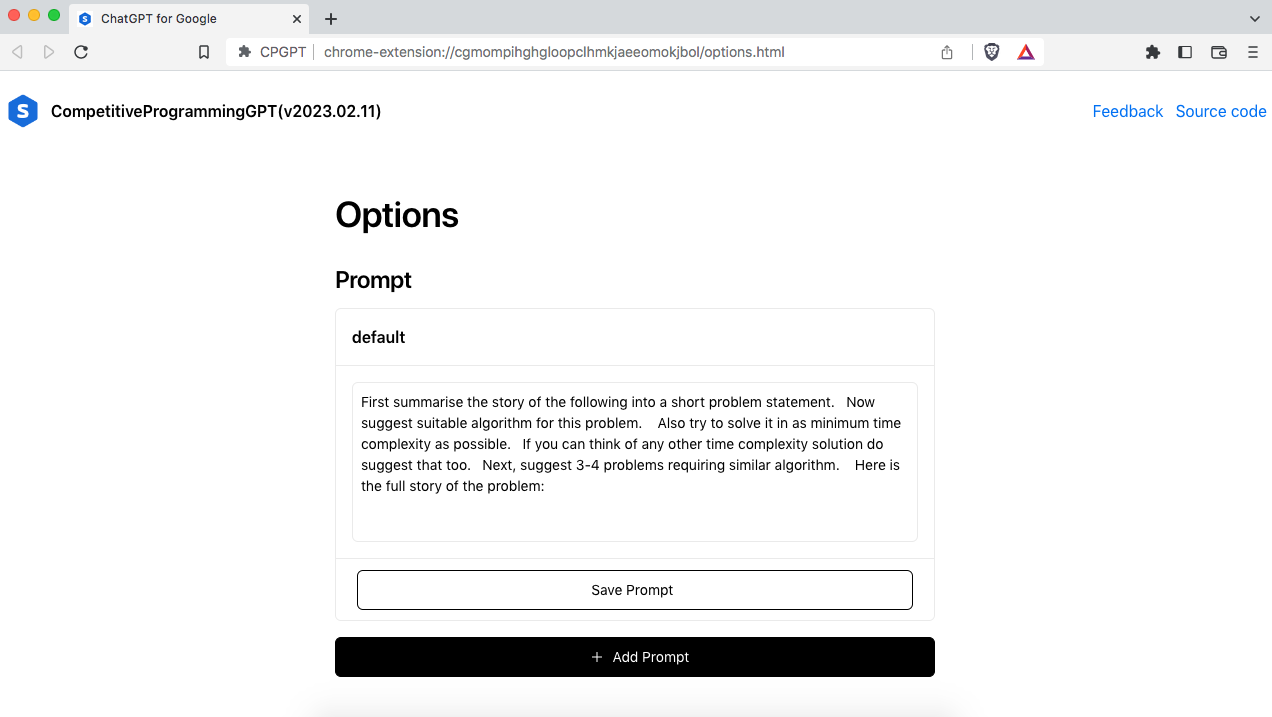 ChatGPT for Google
CPGPT
chrome-extension://cgmompihghgloopclhmkjaeeomokjbol/options.html
S
CompetitiveProgrammingGPT(v2023.02.11)
Feedback
Source code
Options
Prompt
default
First summarise the story of the following into a short problem statement.   Now
suggest suitable algorithm for this problem.    Also try to solve it in as minimum time
complexity as possible.   If you can think of any other time complexity solution do
suggest that too.   Next, suggest 3-4 problems requiring similar algorithm.    Here is
the full story of the problem:
Save Prompt
Add Prompt